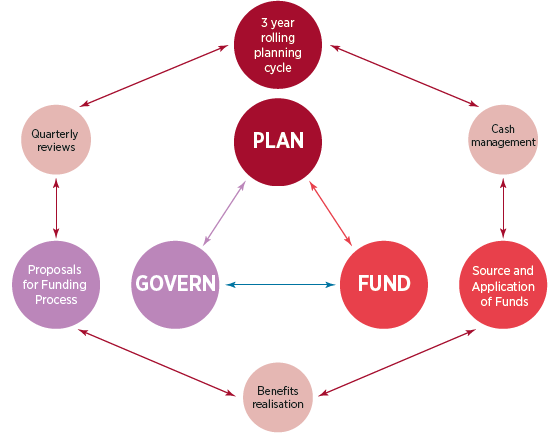 3 year
rolling
planning
cycle
PLAN
Quarterly
reviews
Cash
management
Proposals
for Funding
Process
GOVERN
FUND
Source and
Application
of Funds
Benefits
realisation